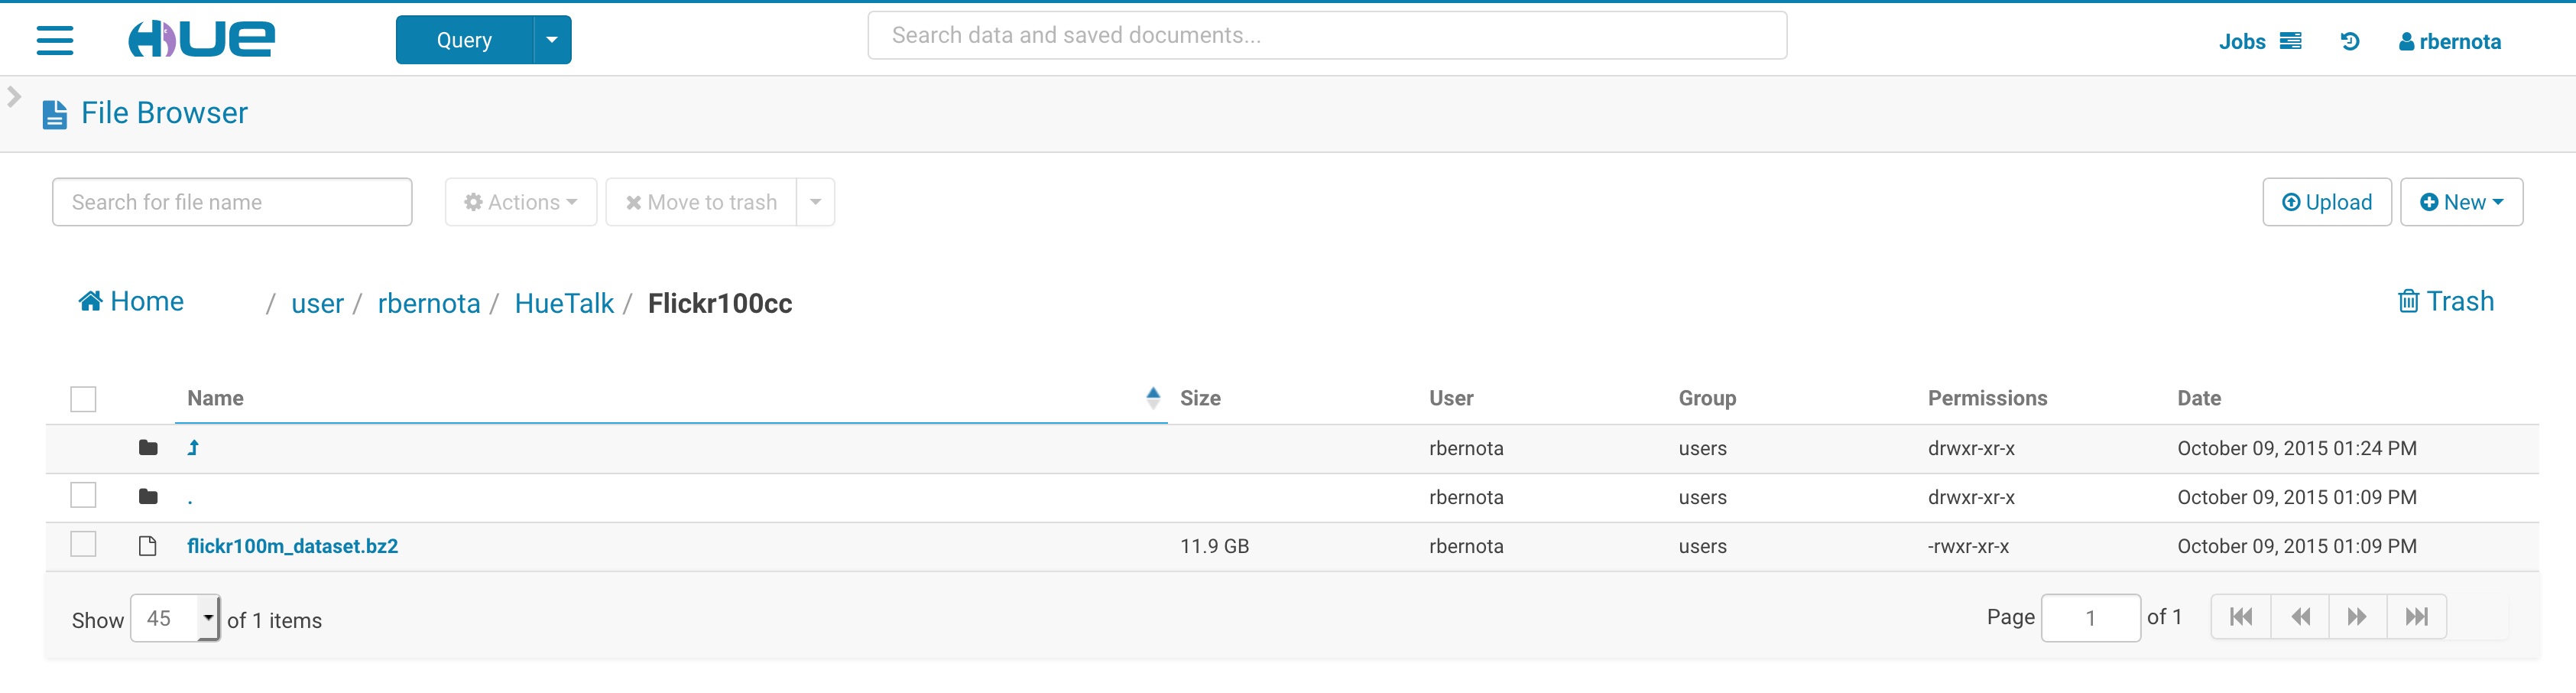 HUE Query Search data and saved documents... Jobs rbernota
File Browser
Search for file name Actions Move to trash Upload New
Home / user / rbernota / HueTalk / Flickr100cc Trash
Name Size User Group Permissions Date
rbernota users drwxr-xr-x October 09, 2015 01:24 PM
. rbernota users drwxr-xr-x October 09, 2015 01:09 PM
flickr100m_dataset.bz2 11.9 GB rbernota users -rwxr-xr-x October 09, 2015 01:09 PM
Show 45 of 1 items Page 1 of 1